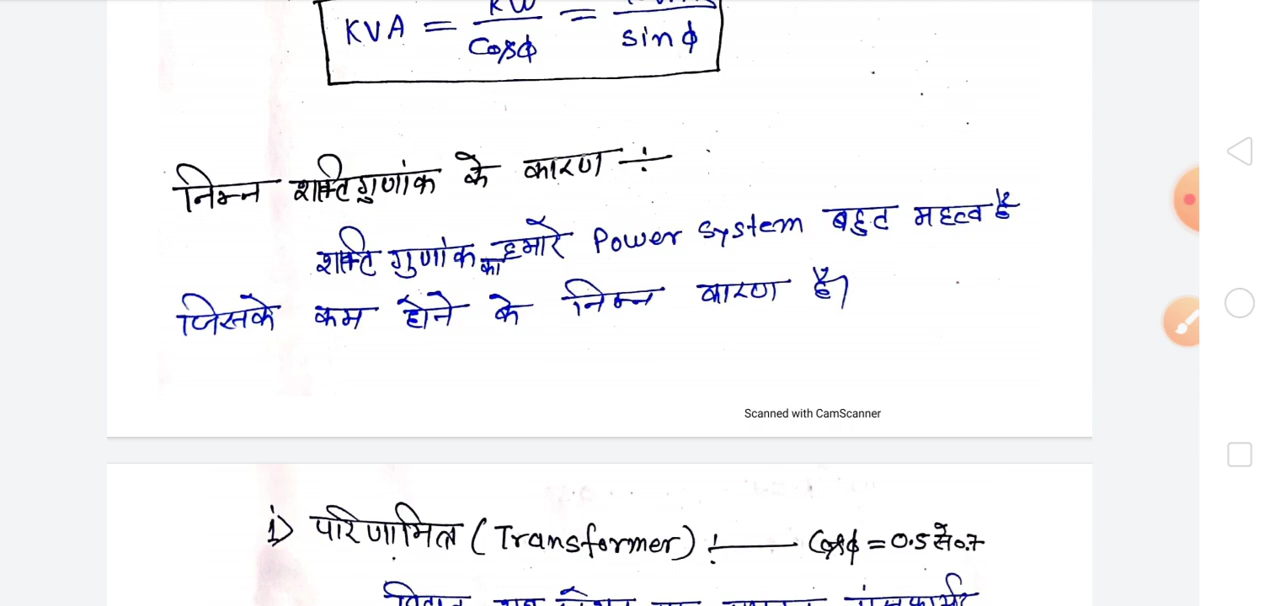 KVA = KW / Cosφ = / sinφ
निम्न शक्ति गुणांक के कारण ÷
शक्ति गुणांक का हमारे Power System बहुत महत्व है
जिसके कम होने के निम्न कारण है।
Scanned with CamScanner
i) परिणामित्र (Transformer) :— Cosφ = 0.5 से 0.7